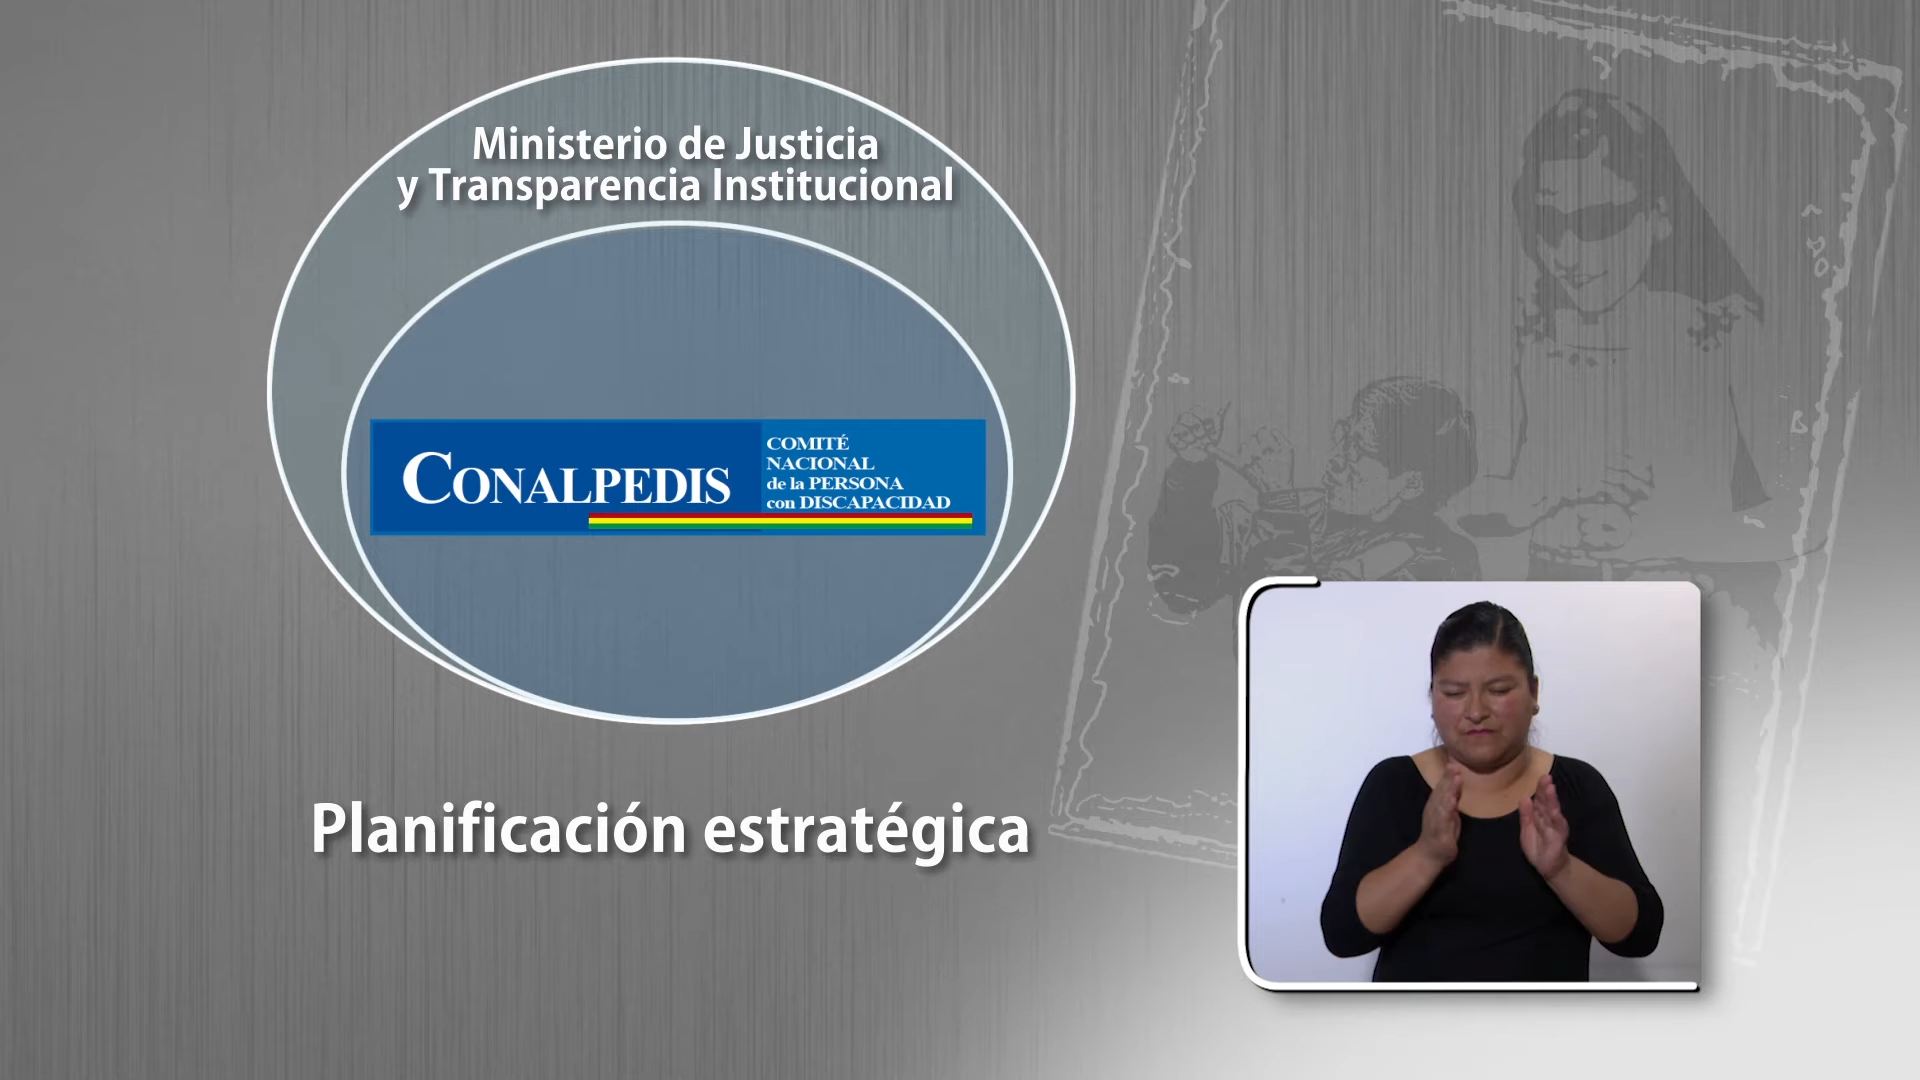 Ministerio de Justicia
y Transparencia Institucional
CONALPEDIS
COMITÉ
NACIONAL
de la PERSONA
con DISCAPACIDAD
Planificación estratégica